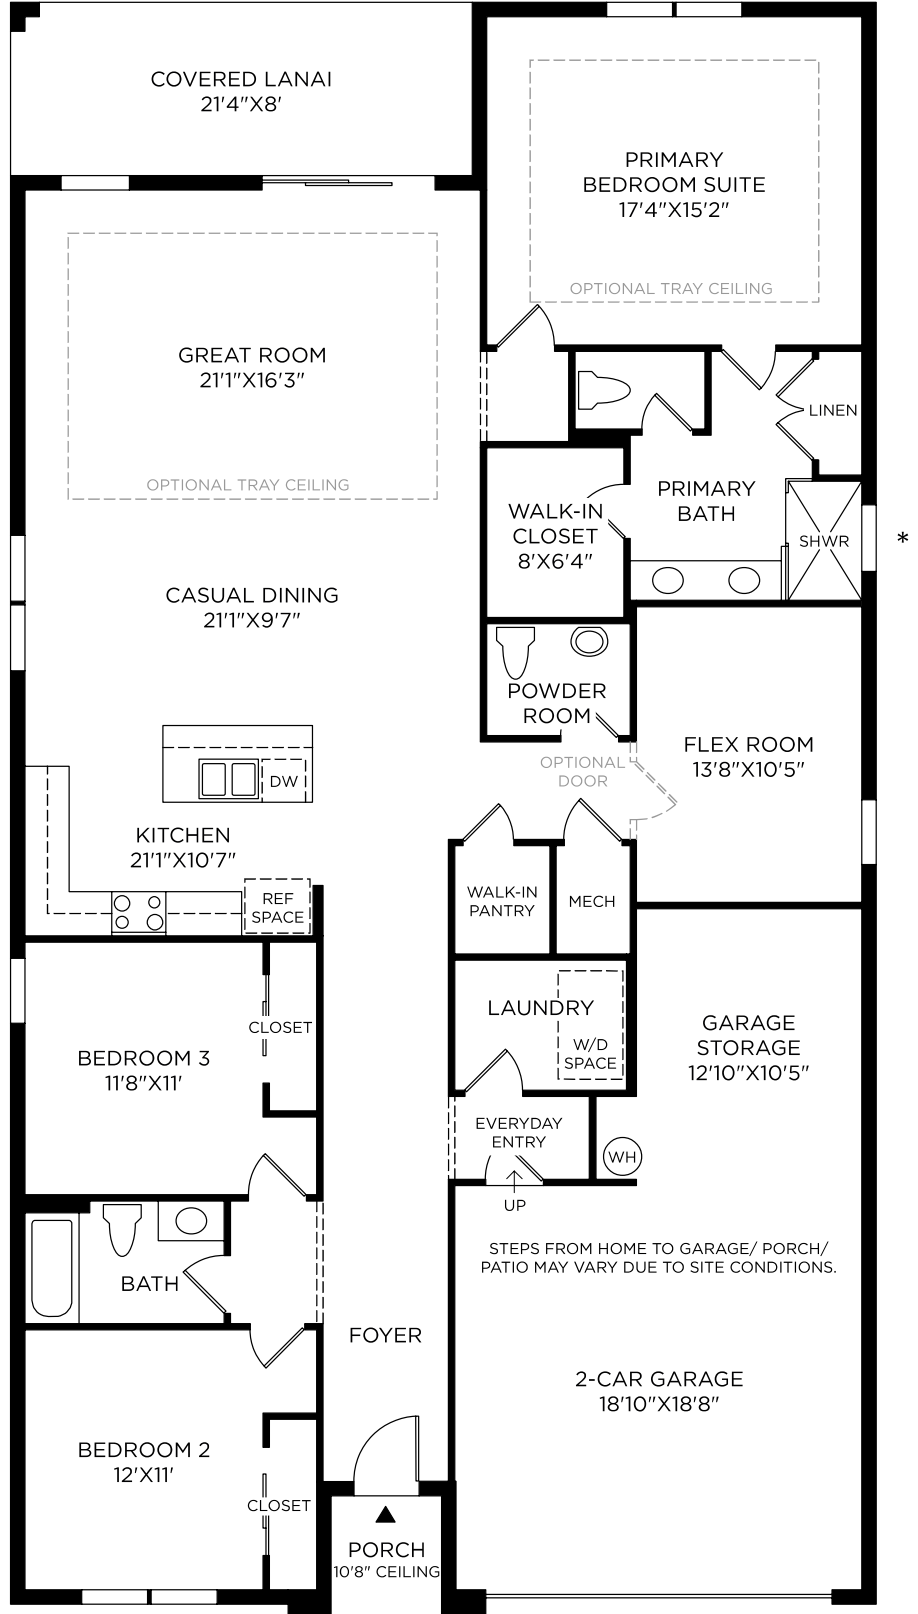 COVERED LANAI
21'4"X8'
PRIMARY
BEDROOM SUITE
17'4"X15'2"
OPTIONAL TRAY CEILING
GREAT ROOM
21'1"X16'3"
OPTIONAL TRAY CEILING
LINEN
PRIMARY
BATH
WALK-IN
CLOSET
8'X6'4"
SHWR
*
CASUAL DINING
21'1"X9'7"
POWDER
ROOM
OPTIONAL
DOOR
FLEX ROOM
13'8"X10'5"
DW
KITCHEN
21'1"X10'7"
REF
SPACE
WALK-IN
PANTRY
MECH
LAUNDRY
W/D
SPACE
GARAGE
STORAGE
12'10"X10'5"
CLOSET
BEDROOM 3
11'8"X11'
EVERYDAY
ENTRY
WH
UP
STEPS FROM HOME TO GARAGE/ PORCH/
PATIO MAY VARY DUE TO SITE CONDITIONS.
BATH
FOYER
2-CAR GARAGE
18'10"X18'8"
BEDROOM 2
12'X11'
CLOSET
PORCH
10'8" CEILING